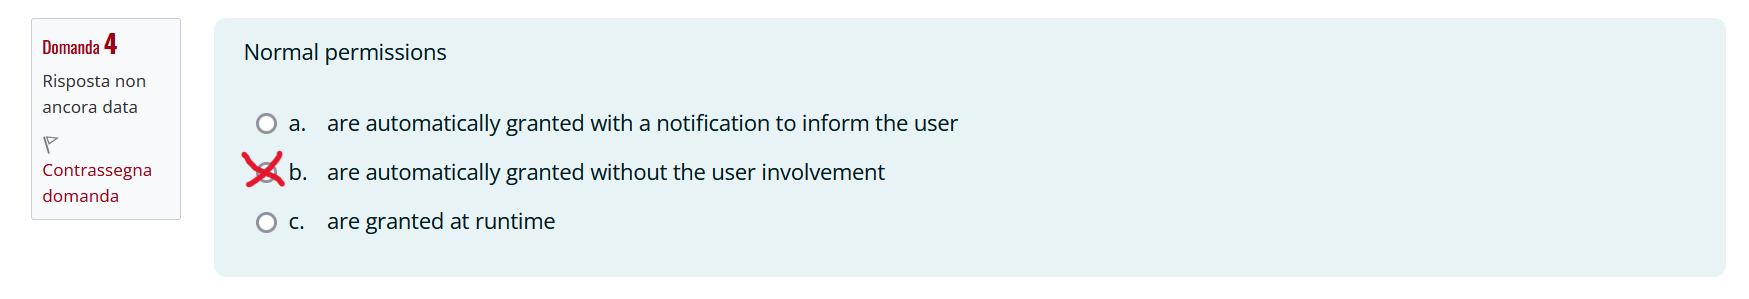 Domanda 4
Risposta non
ancora data
Contrassegna
domanda
Normal permissions
a. are automatically granted with a notification to inform the user
b. are automatically granted without the user involvement
c. are granted at runtime